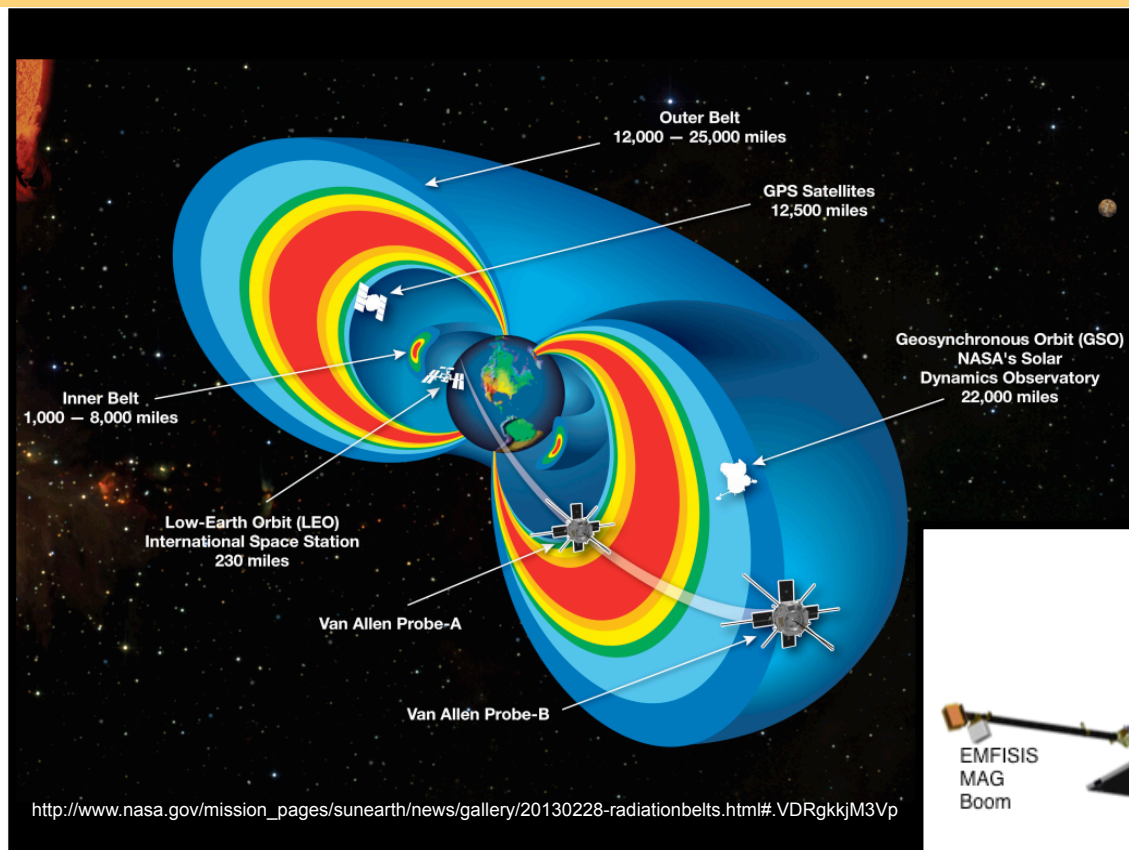 Outer Belt
12,000 — 25,000 miles
GPS Satellites
12,500 miles
Geosynchronous Orbit (GSO)
NASA's Solar
Dynamics Observatory
22,000 miles
Inner Belt
1,000 — 8,000 miles
Low-Earth Orbit (LEO)
International Space Station
230 miles
Van Allen Probe-A
Van Allen Probe-B
EMFISIS
MAG
Boom
http://www.nasa.gov/mission_pages/sunearth/news/gallery/20130228-radiationbelts.html#.VDRgkkjM3Vp